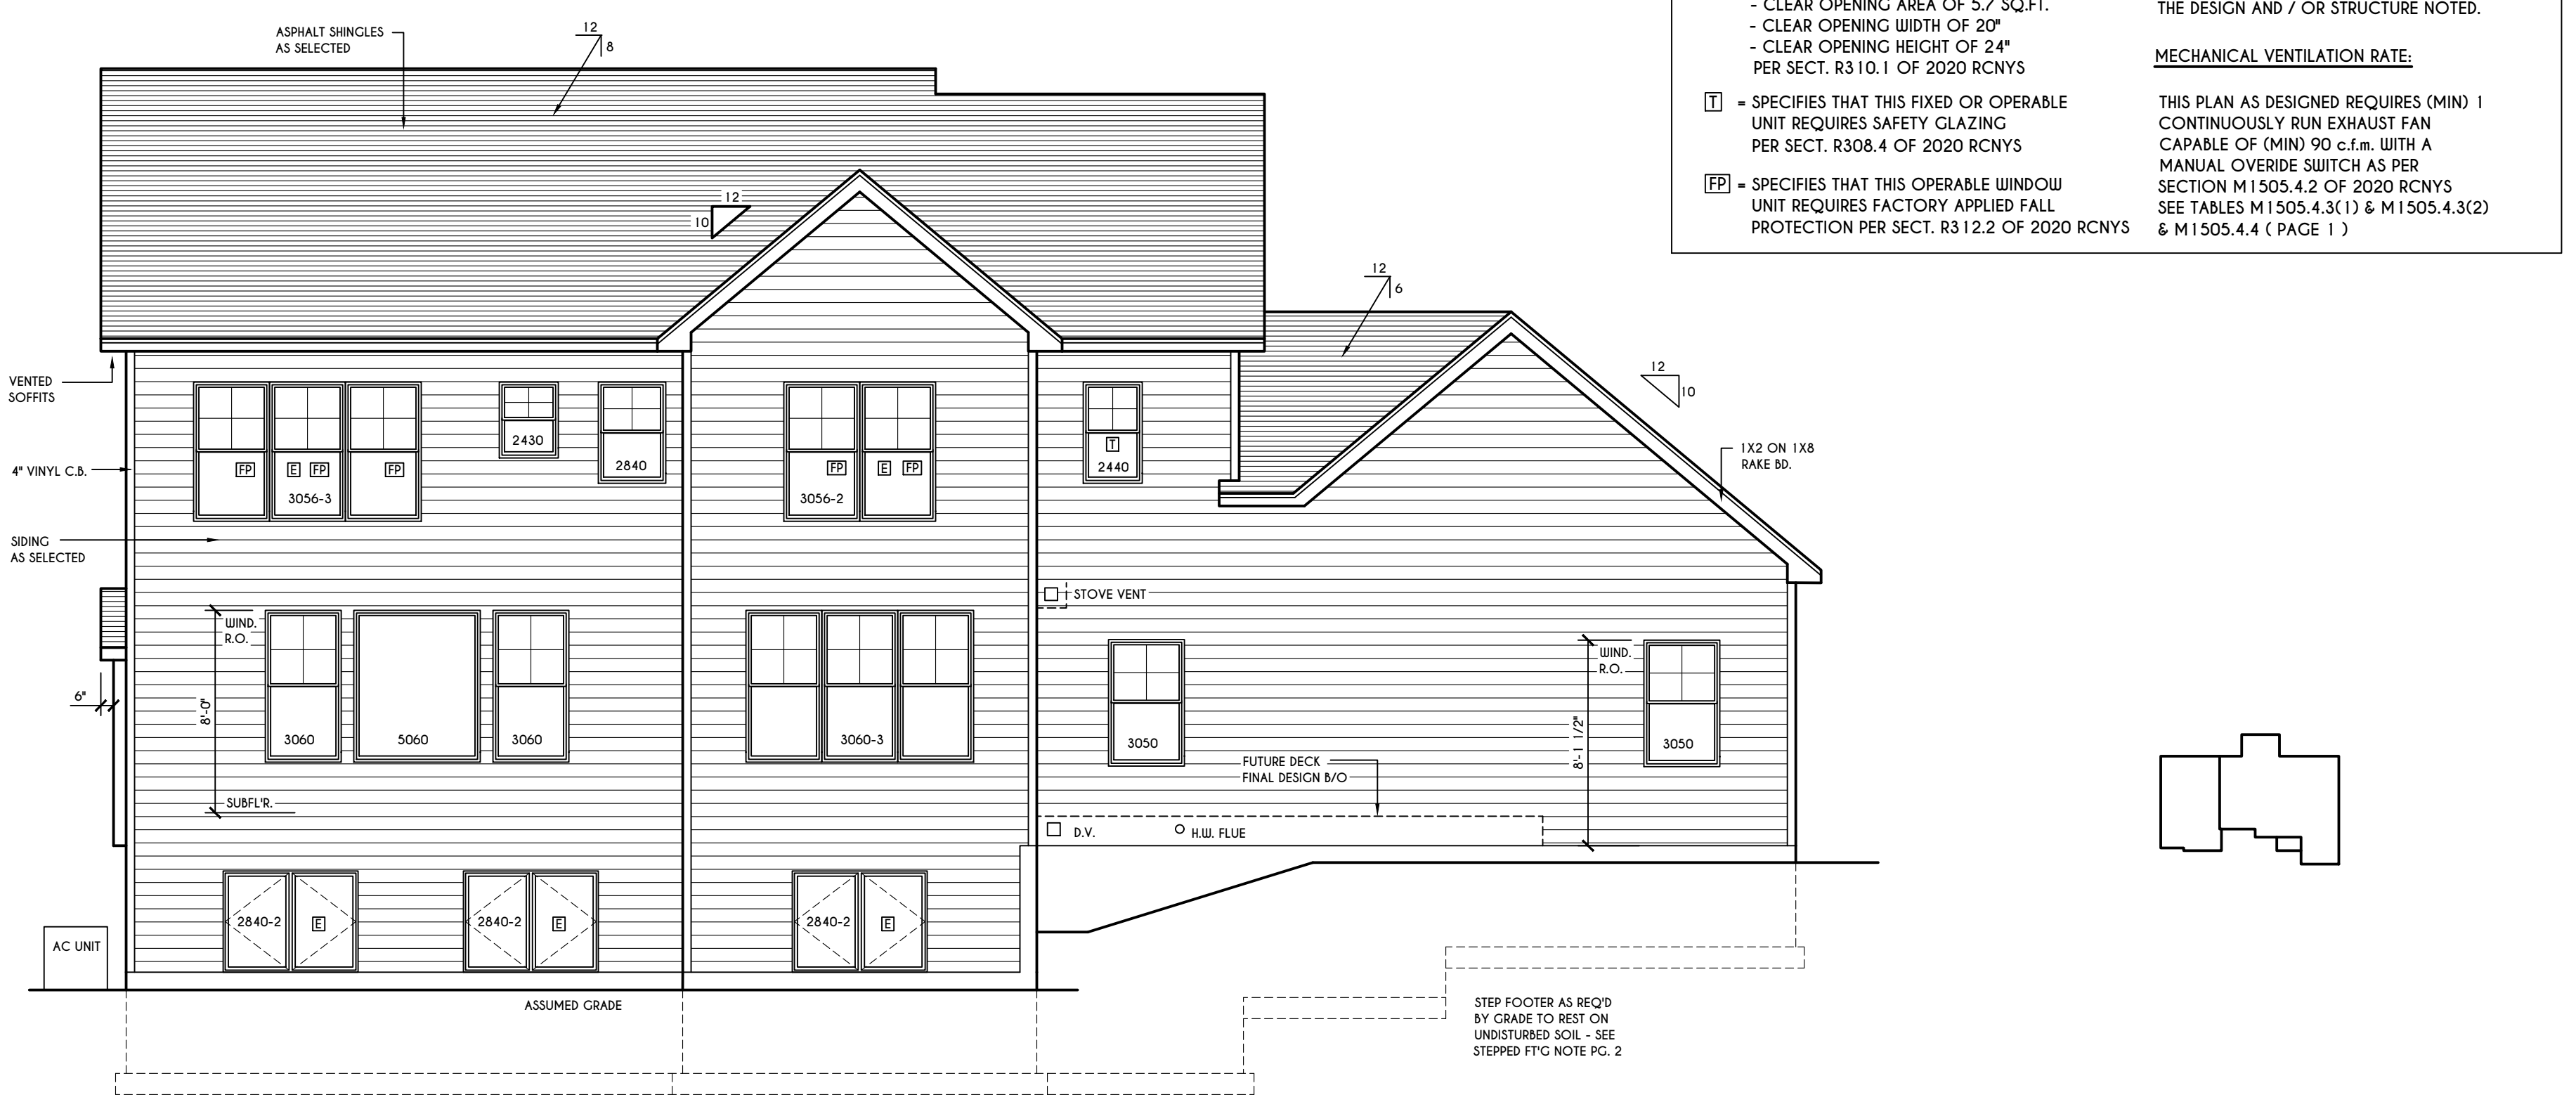 - CLEAR OPENING AREA OF 5.7 SQ.FT.
- CLEAR OPENING WIDTH OF 20"
- CLEAR OPENING HEIGHT OF 24"
PER SECT. R310.1 OF 2020 RCNYS
T = SPECIFIES THAT THIS FIXED OR OPERABLE
UNIT REQUIRES SAFETY GLAZING
PER SECT. R308.4 OF 2020 RCNYS
FP = SPECIFIES THAT THIS OPERABLE WINDOW
UNIT REQUIRES FACTORY APPLIED FALL
PROTECTION PER SECT. R312.2 OF 2020 RCNYS
THE DESIGN AND / OR STRUCTURE NOTED.
MECHANICAL VENTILATION RATE:
THIS PLAN AS DESIGNED REQUIRES (MIN) 1
CONTINUOUSLY RUN EXHAUST FAN
CAPABLE OF (MIN) 90 c.f.m. WITH A
MANUAL OVERIDE SWITCH AS PER
SECTION M1505.4.2 OF 2020 RCNYS
SEE TABLES M1505.4.3(1) & M1505.4.3(2)
& M1505.4.4 ( PAGE 1 )
ASPHALT SHINGLES
AS SELECTED
12
8
12
10
12
6
12
10
VENTED
SOFFITS
4" VINYL C.B.
SIDING
AS SELECTED
1X2 ON 1X8
RAKE BD.
FP
E FP
FP
3056-3
2430
2840
FP
E FP
3056-2
T
2440
STOVE VENT
WIND.
R.O.
8'-0"
SUBFL'R.
6"
3060
5060
3060
3060-3
3050
WIND.
R.O.
8'-1 1/2"
3050
FUTURE DECK
FINAL DESIGN B/O
D.V.
H.W. FLUE
AC UNIT
2840-2
E
2840-2
E
2840-2
E
ASSUMED GRADE
STEP FOOTER AS REQ'D
BY GRADE TO REST ON
UNDISTURBED SOIL - SEE
STEPPED FT'G NOTE PG. 2